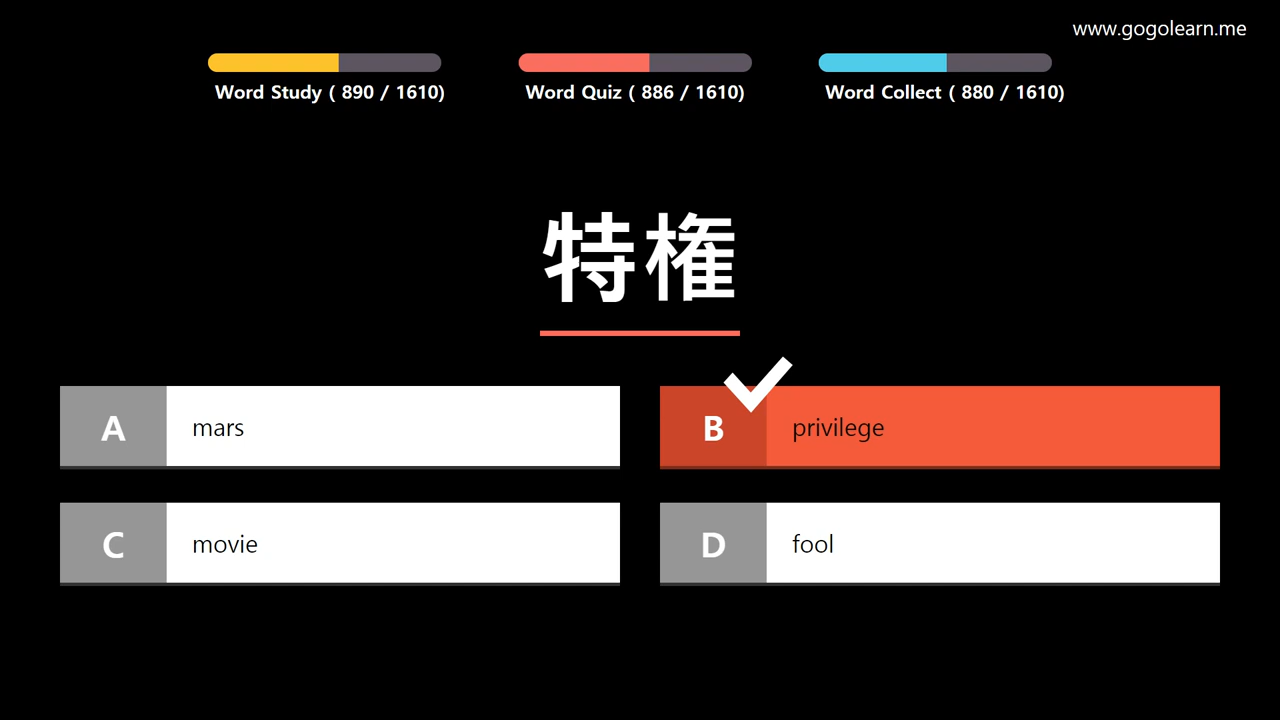 www.gogolearn.me
Word Study ( 890 / 1610)
Word Quiz ( 886 / 1610)
Word Collect ( 880 / 1610)
特権
A
mars
B
privilege
C
movie
D
fool